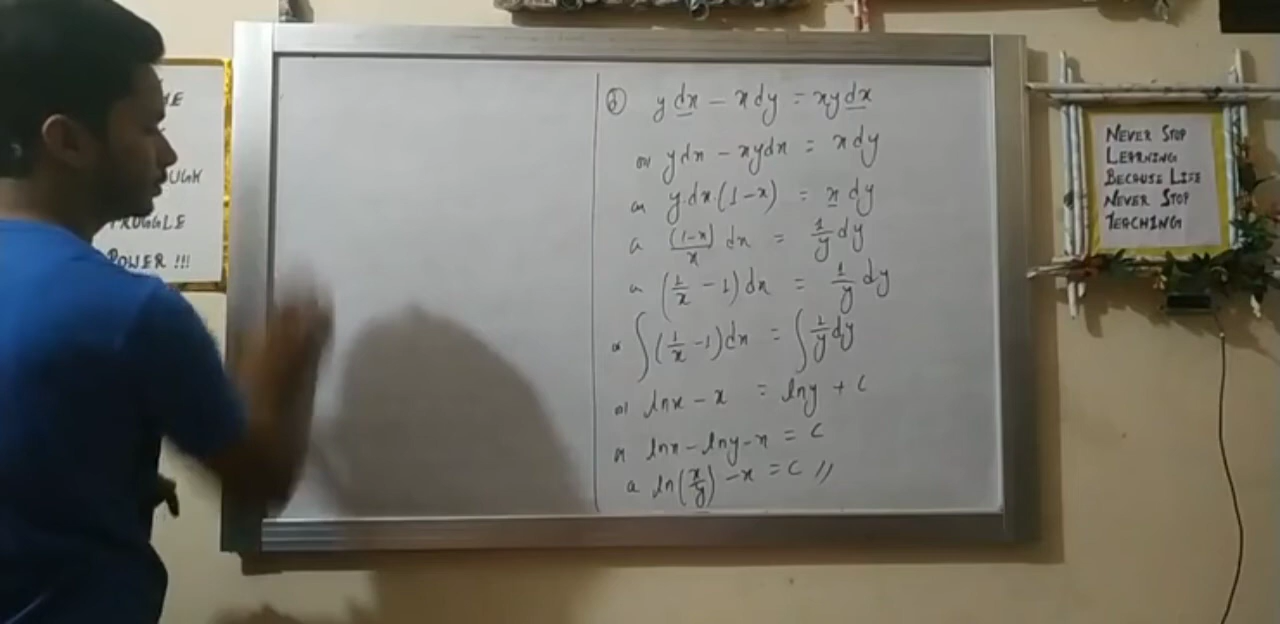 UGH
POWER !!!
y dx - x dy = xy dx
or y dx - xy dx = x dy
or y dx (1-x) = x dy
or (1-x)/x dx = 1/y dy
or (1/x - 1) dx = 1/y dy
or ∫(1/x - 1) dx = ∫ 1/y dy
or ln x - x = ln y + C
or ln x - ln y - x = C
or ln(x/y) - x = C //
NEVER STOP
LEARNING
BECAUSE LIFE
NEVER STOP
TEACHING